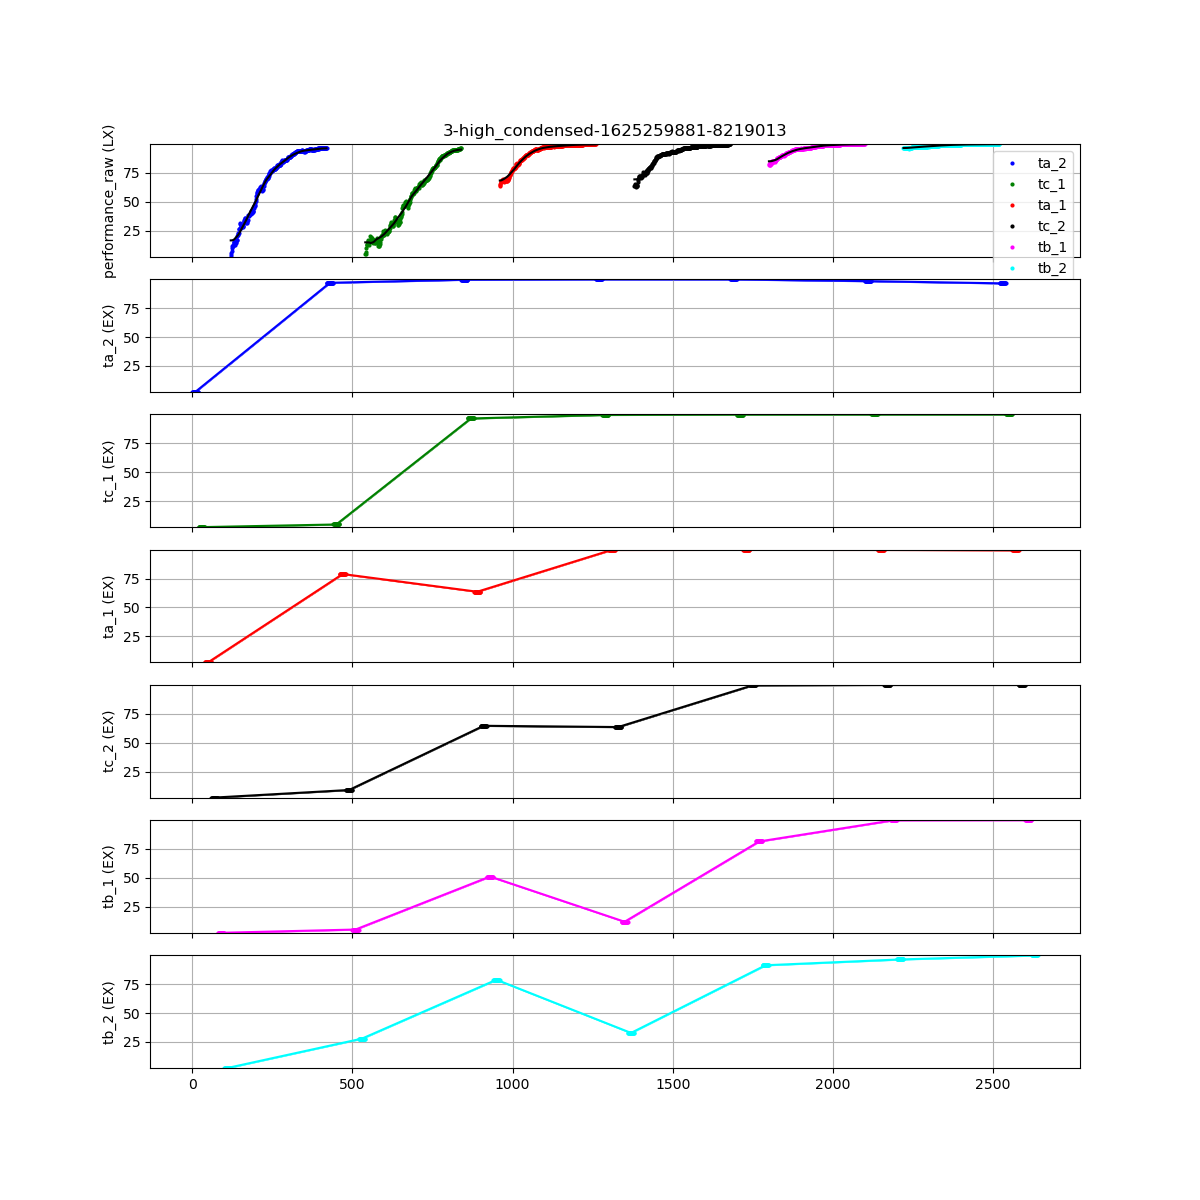 3-high_condensed-1625259881-8219013
performance_raw (LX)
75
50
25
ta_2
tc_1
ta_1
tc_2
tb_1
tb_2
ta_2 (EX)
75
50
25
tc_1 (EX)
75
50
25
ta_1 (EX)
75
50
25
tc_2 (EX)
75
50
25
tb_1 (EX)
75
50
25
tb_2 (EX)
75
50
25
0 500 1000 1500 2000 2500